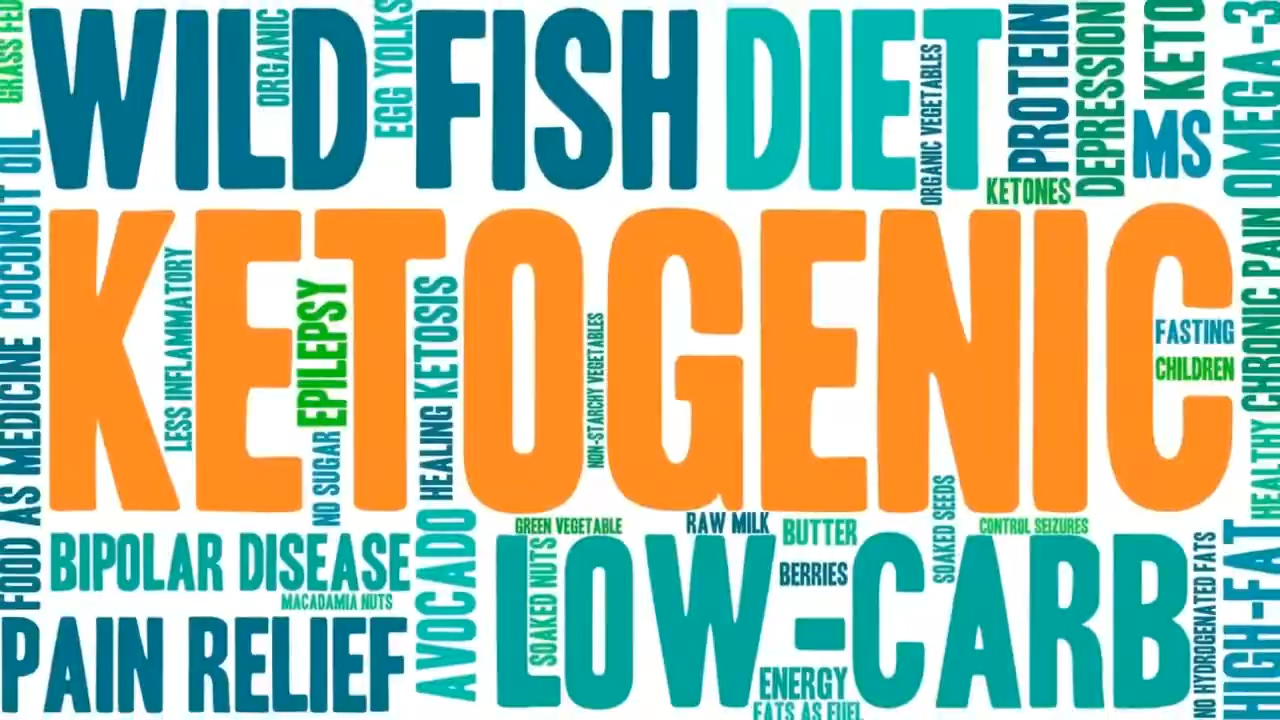 GRASS FED
WILD FISH DIET
ORGANIC
EGG YOLKS
ORGANIC VEGETABLES
PROTEIN
DEPRESSION
KETO
MS
OMEGA-3
KETONES
COCONUT OIL
FOOD AS MEDICINE
KETOGENIC
LESS INFLAMMATORY
EPILEPSY
NO SUGAR
KETOSIS
HEALING
NON-STARCHY VEGETABLES
FASTING
CHILDREN
CHRONIC PAIN
HEALTHY
BIPOLAR DISEASE
MACADAMIA NUTS
PAIN RELIEF
AVOCADO
GREEN VEGETABLE
RAW MILK
BUTTER
SOAKED SEEDS
CONTROL SEIZURES
SOAKED NUTS
LOW-CARB
BERRIES
ENERGY
FATS AS FUEL
NO HYDROGENATED FATS
HIGH-FAT